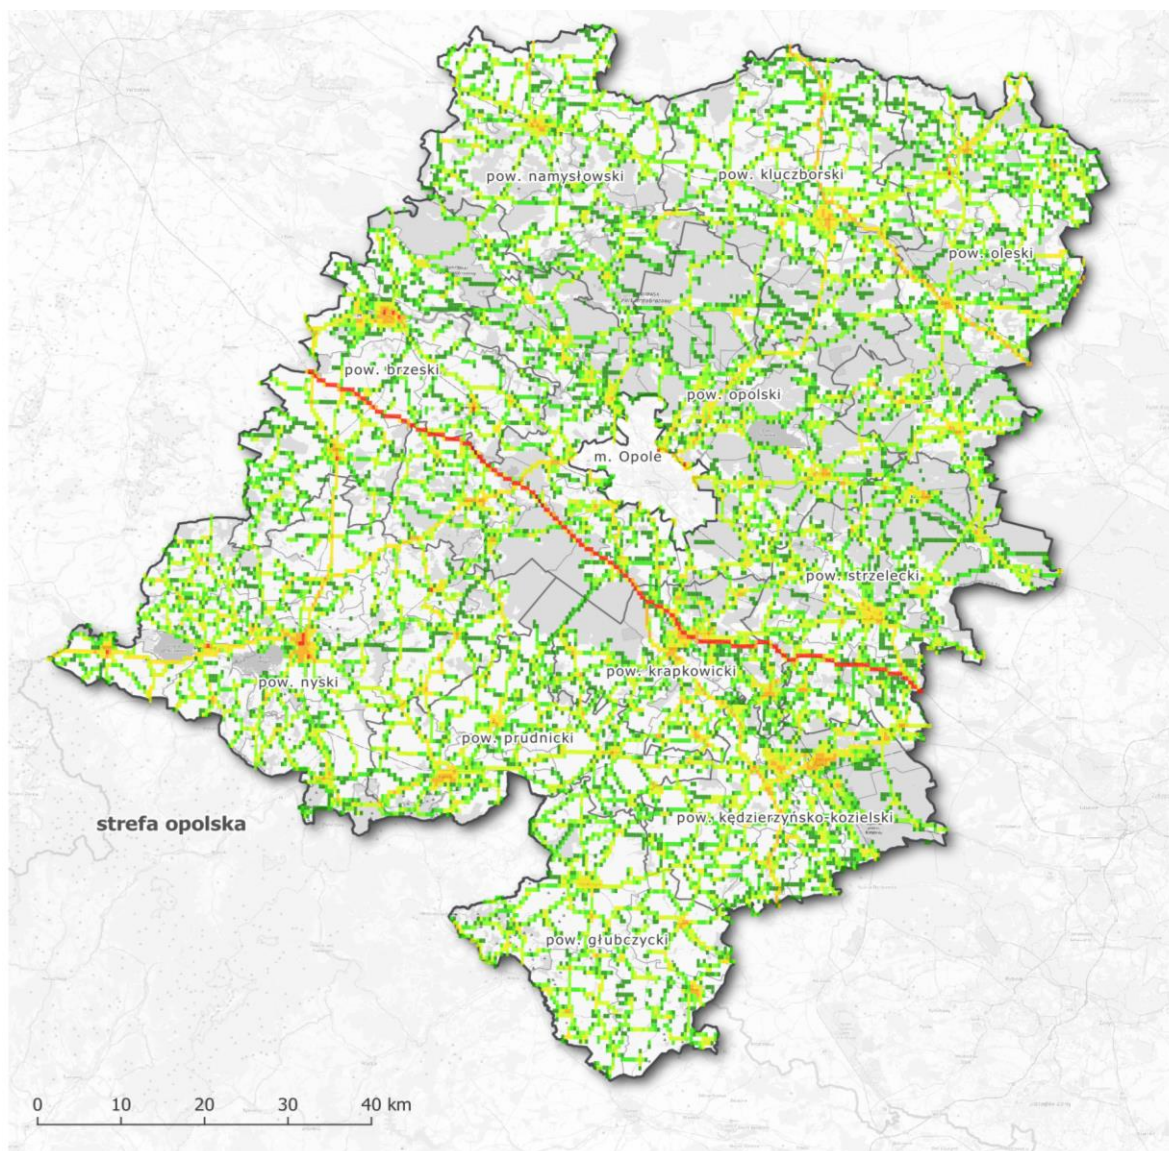 pow. namysłowski
pow. kluczborski
pow. oleski
pow. brzeski
pow. opolski
m. Opole
pow. strzelecki
pow. krapkowicki
pow. nyski
pow. prudnicki
pow. kędzierzyńsko-kozielski
strefa opolska
pow. głubczycki
0 10 20 30 40 km